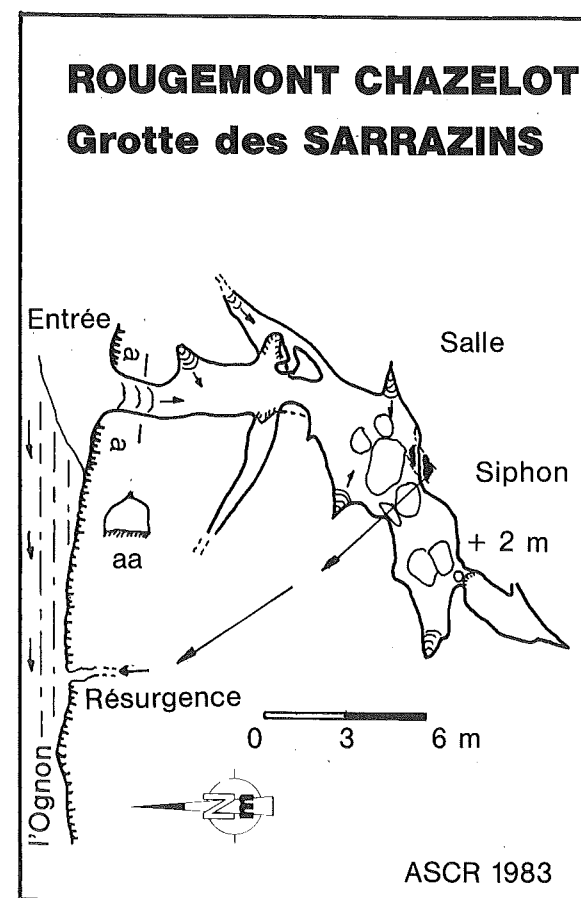 ROUGEMONT CHAZELOT
Grotte des SARRAZINS
Entrée
a
Salle
a
Siphon
aa
+ 2 m
Résurgence
0 3 6 m
l'Ognon
N E
ASCR 1983